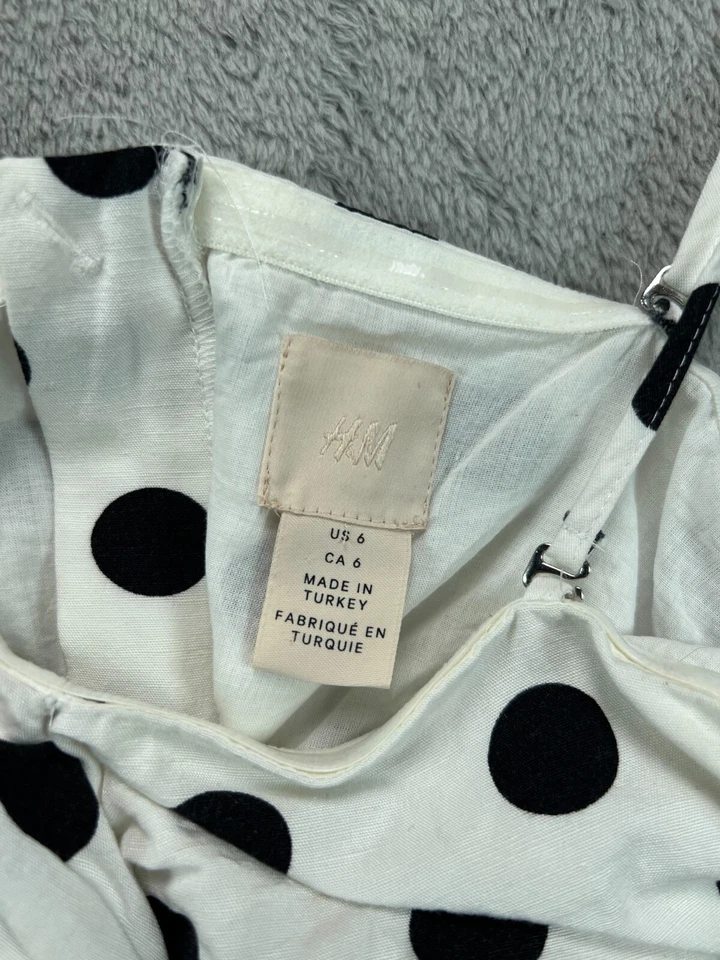 H&M
US 6
CA 6
MADE IN
TURKEY
FABRIQUÉ EN
TURQUIE